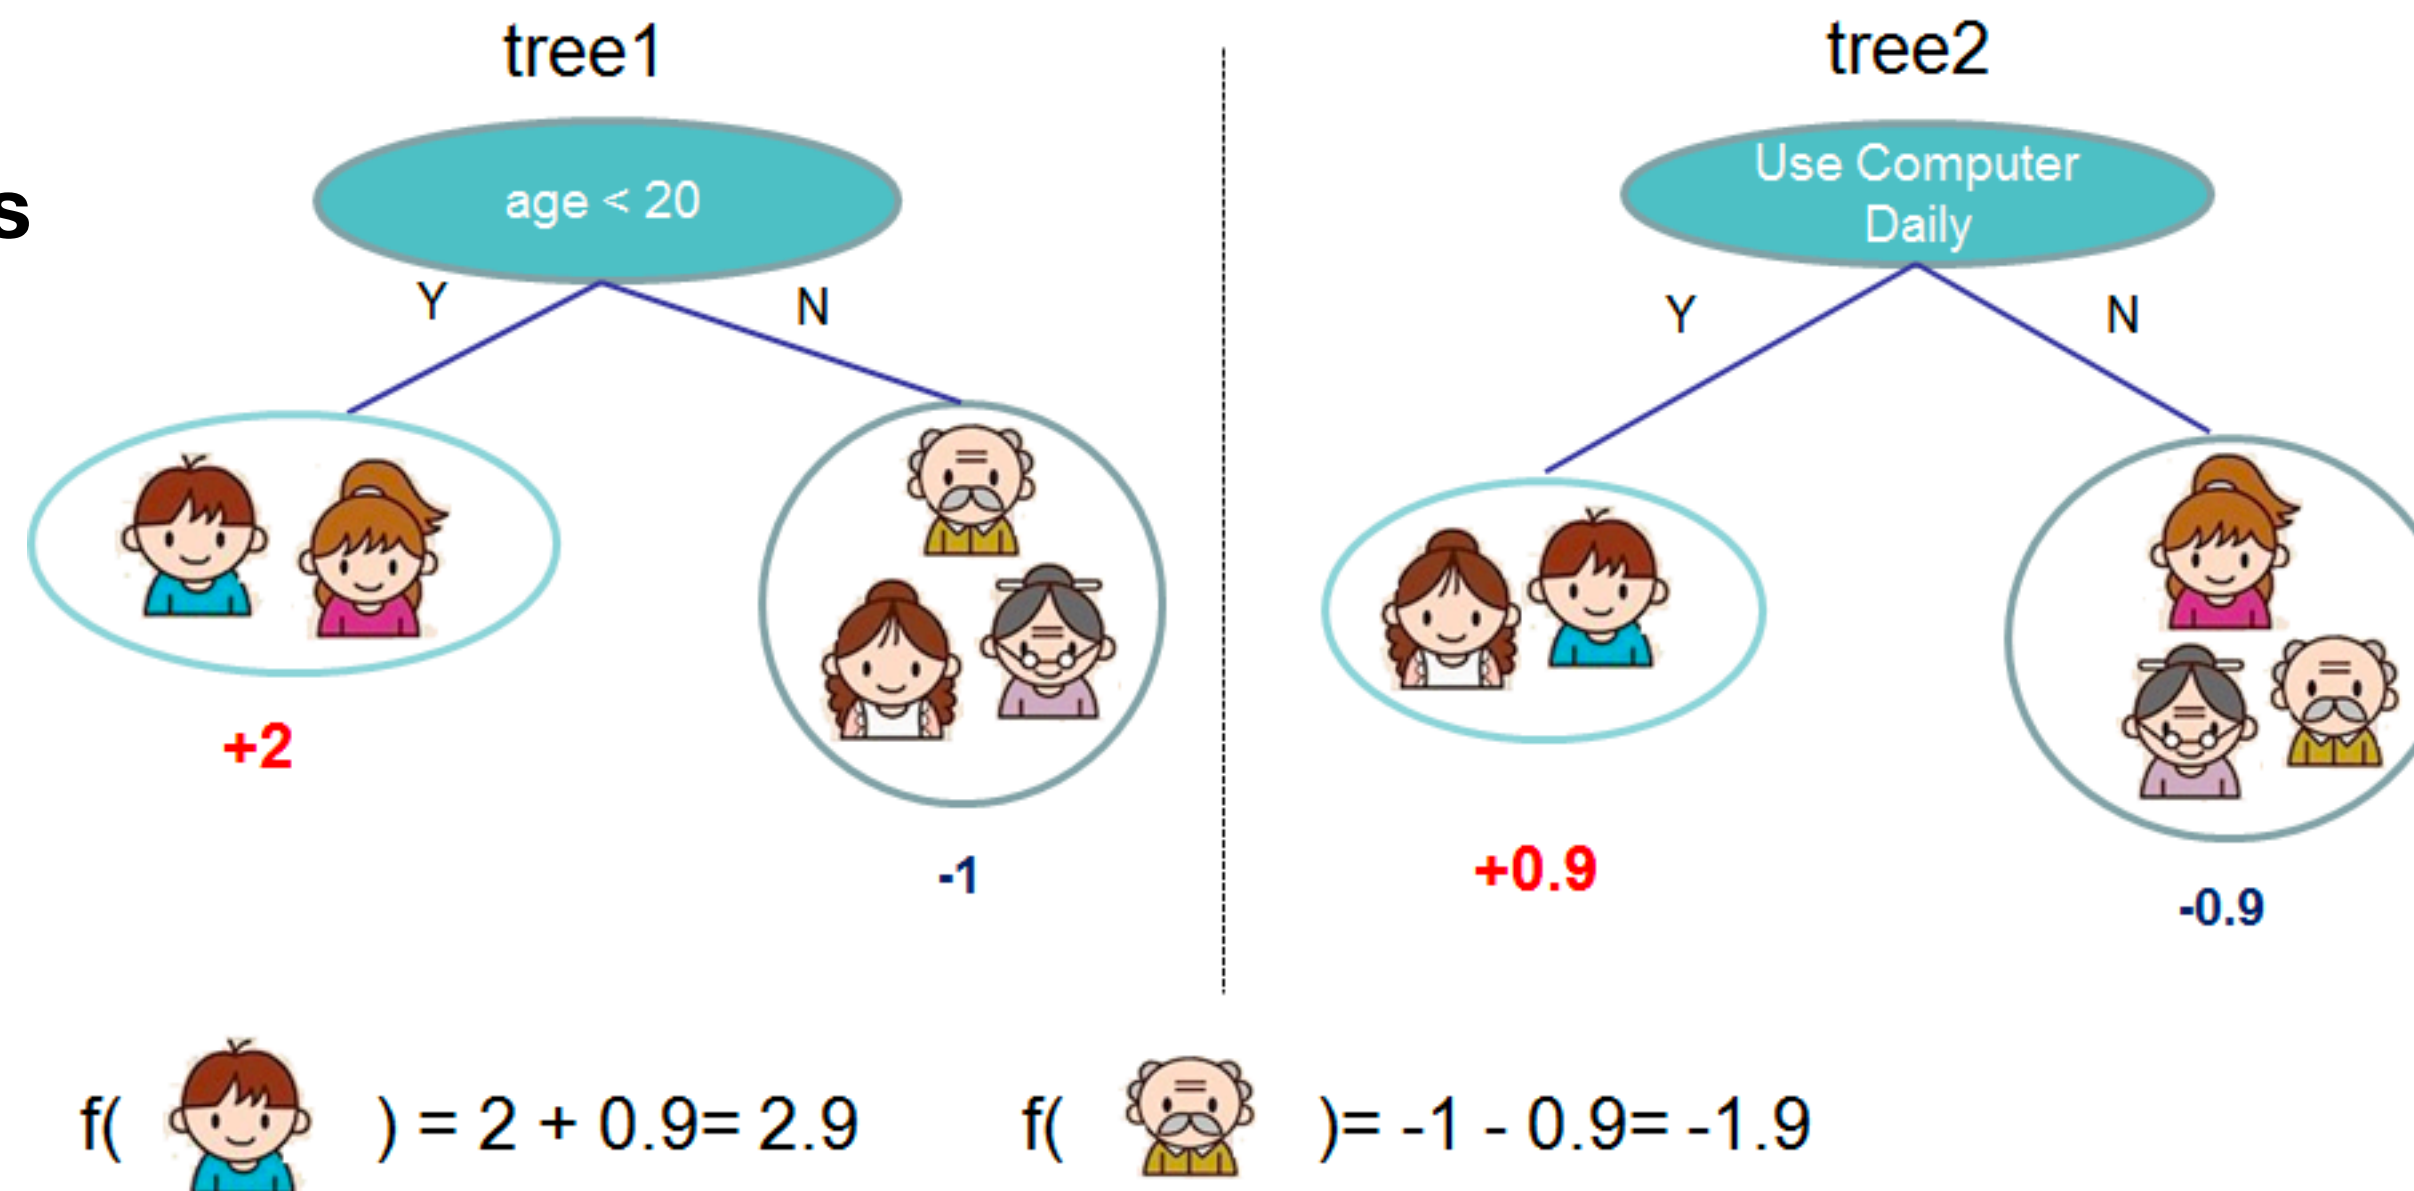 tree1
tree2
s
age < 20
Use Computer
Daily
Y
N
Y
N
+2
-1
+0.9
-0.9
f( ) = 2 + 0.9= 2.9
f( )= -1 - 0.9= -1.9